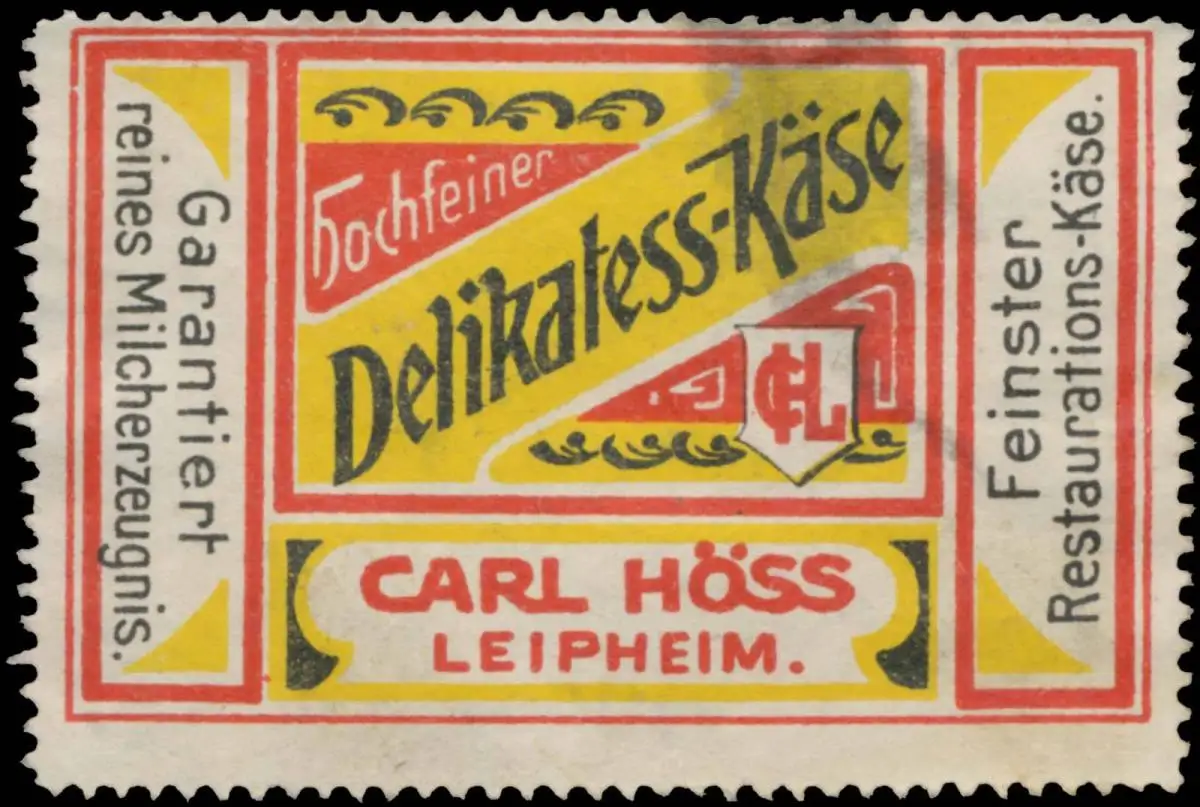 Garantiert
reines Milcherzeugnis.
Hochfeiner
Delikatess-Käse
CHL
CARL HÖSS
LEIPHEIM.
Feinster
Restaurations-Käse.